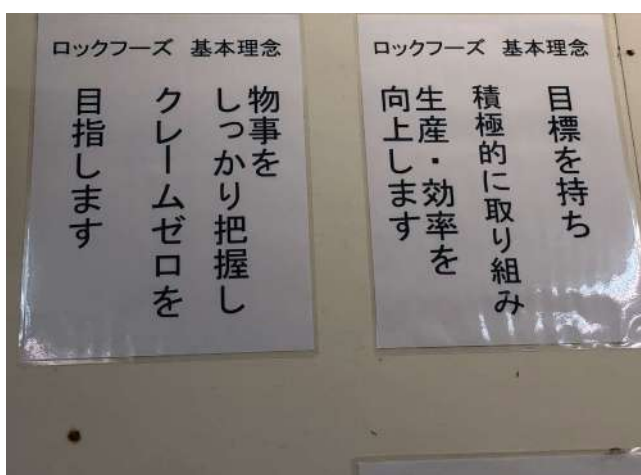 ロックフーズ 基本理念
物事を
しっかり把握し
クレームゼロを
目指します
ロックフーズ 基本理念
目標を持ち
積極的に取り組み
生産・効率を
向上します